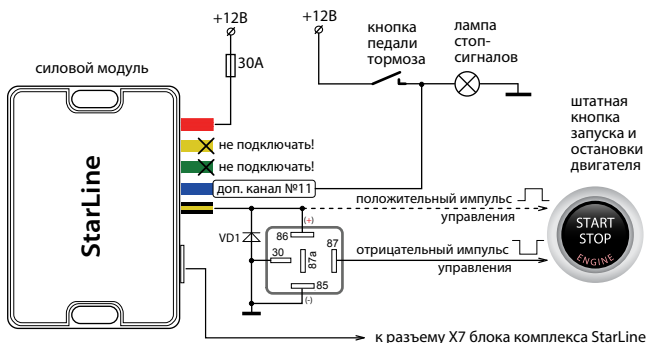 +12В
+12В
30А
кнопка
педали
тормоза
лампа
стоп-
сигналов
силовой модуль
StarLine
не подключать!
не подключать!
доп. канал №11
штатная
кнопка
запуска и
остановки
двигателя
положительный импульс
управления
(+)
86
VD1
30
87a
87
85
(-)
отрицательный импульс
управления
START
STOP
ENGINE
к разъему X7 блока комплекса StarLine